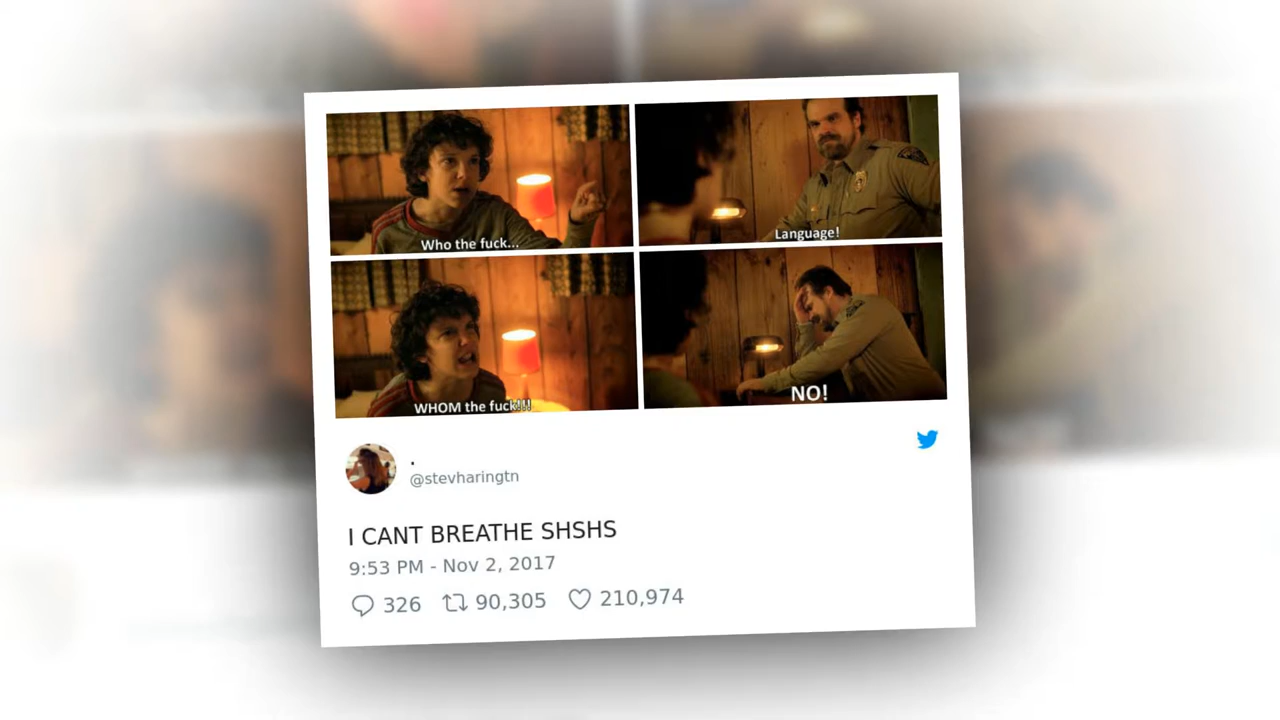 Who the fuck...
Language!
WHOM the fuck!!!
NO!
.
@stevharingtn
I CANT BREATHE SHSHS
9:53 PM - Nov 2, 2017
326 90,305 210,974